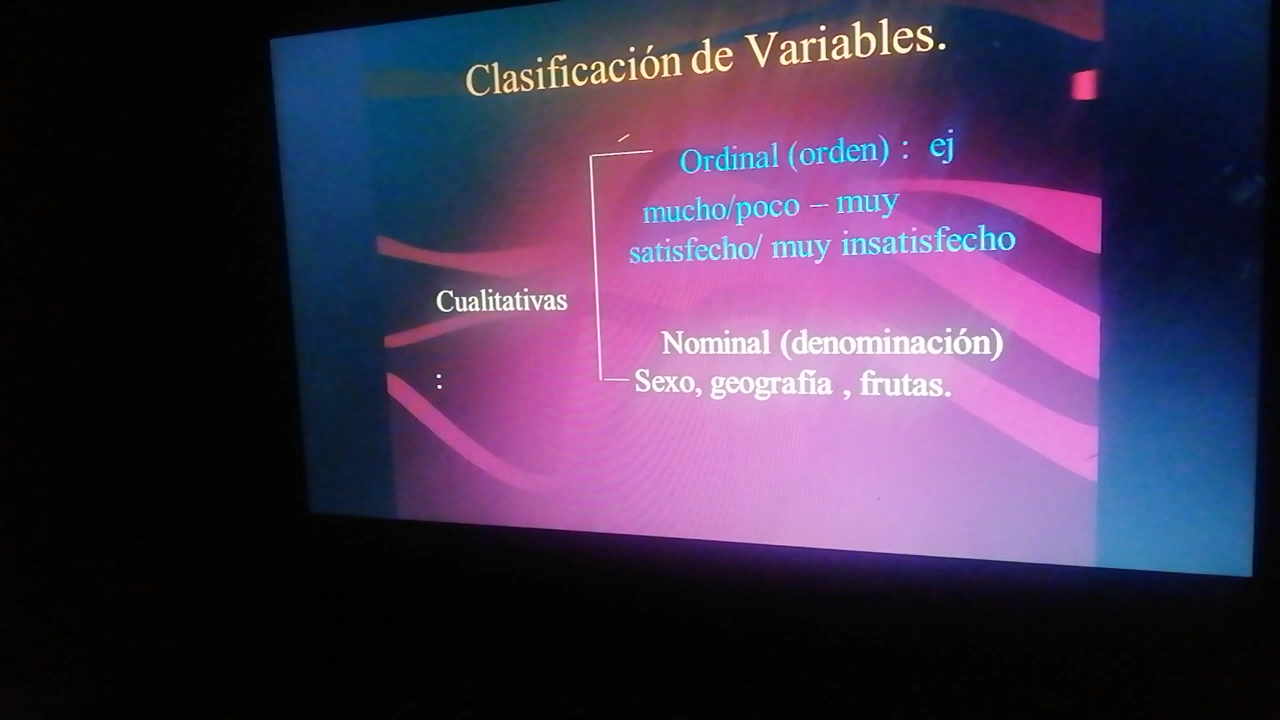 Clasificación de Variables.
Ordinal (orden) : ej
mucho/poco – muy
satisfecho/ muy insatisfecho
Cualitativas
:
Nominal (denominación)
Sexo, geografía , frutas.